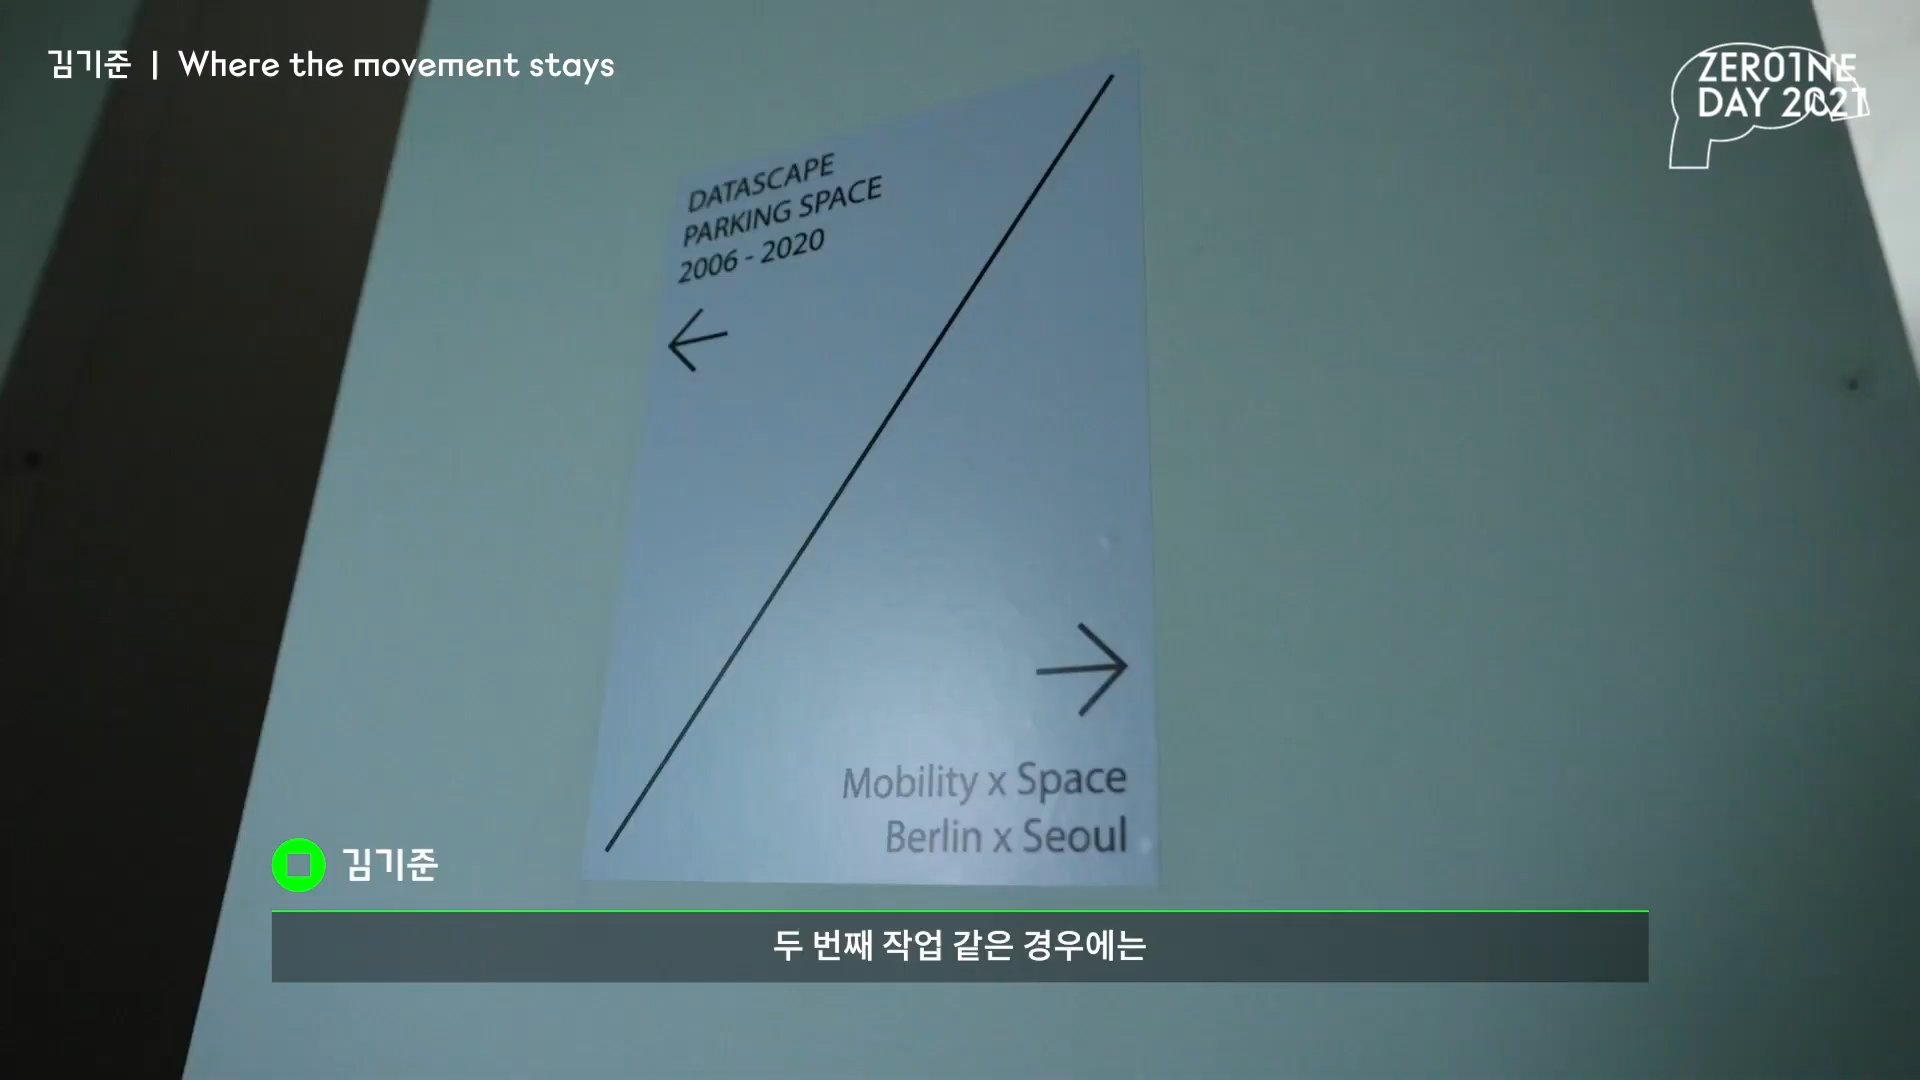 김기준 | Where the movement stays
ZER01NE
DAY 2021
DATASCAPE
PARKING SPACE
2006 - 2020
Mobility x Space
Berlin x Seoul
김기준
두 번째 작업 같은 경우에는